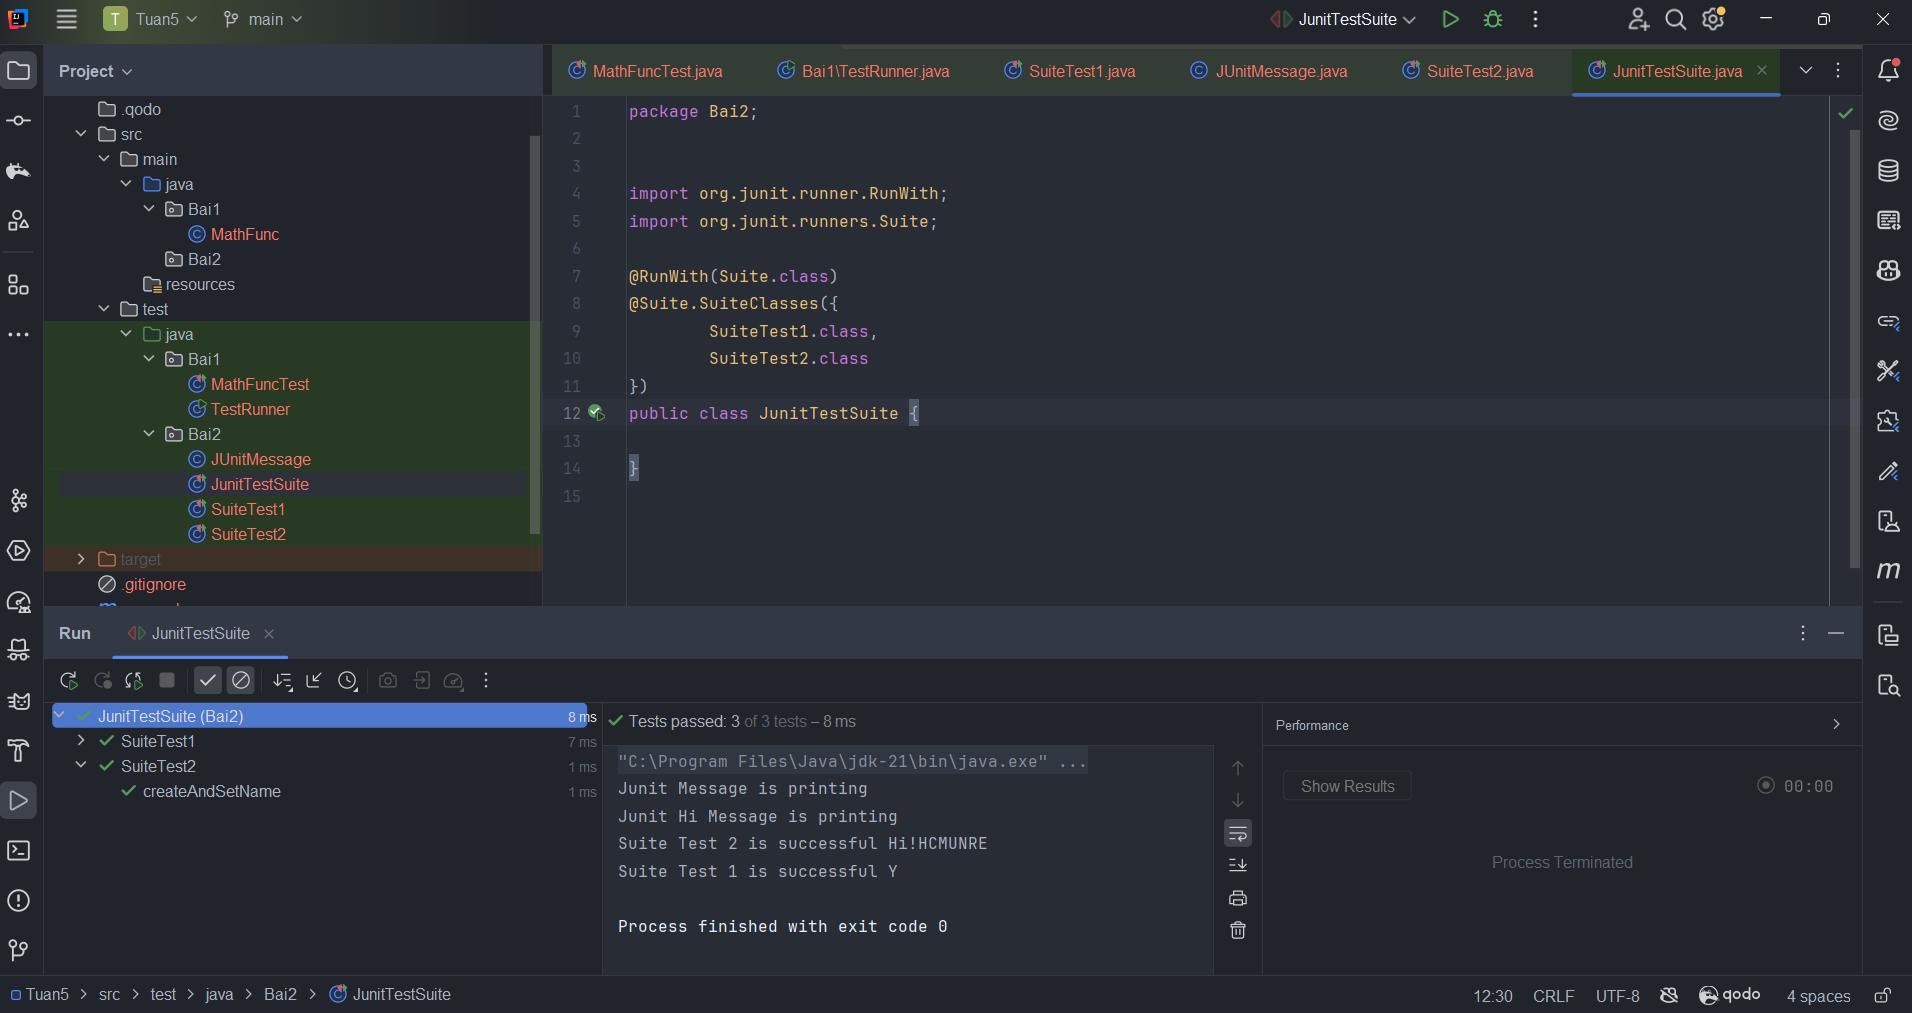 T Tuan5 main JunitTestSuite
Project
MathFuncTest.java Bai1\TestRunner.java SuiteTest1.java JUnitMessage.java SuiteTest2.java JunitTestSuite.java
.qodo
src
main
java
Bai1
MathFunc
Bai2
resources
test
java
Bai1
MathFuncTest
TestRunner
Bai2
JUnitMessage
JunitTestSuite
SuiteTest1
SuiteTest2
target
.gitignore
1 package Bai2;
2
3
4 import org.junit.runner.RunWith;
5 import org.junit.runners.Suite;
6
7 @RunWith(Suite.class)
8 @Suite.SuiteClasses({
9 SuiteTest1.class,
10 SuiteTest2.class
11 })
12 public class JunitTestSuite {
13
14 }
15
Run JunitTestSuite
JunitTestSuite (Bai2) 8 ms
SuiteTest1 7 ms
SuiteTest2 1 ms
createAndSetName 1 ms
Tests passed: 3 of 3 tests – 8 ms
"C:\Program Files\Java\jdk-21\bin\java.exe" ...
Junit Message is printing
Junit Hi Message is printing
Suite Test 2 is successful Hi!HCMUNRE
Suite Test 1 is successful Y
Process finished with exit code 0
Performance
Show Results 00:00
Process Terminated
Tuan5 > src > test > java > Bai2 > JunitTestSuite
12:30 CRLF UTF-8 qodo 4 spaces